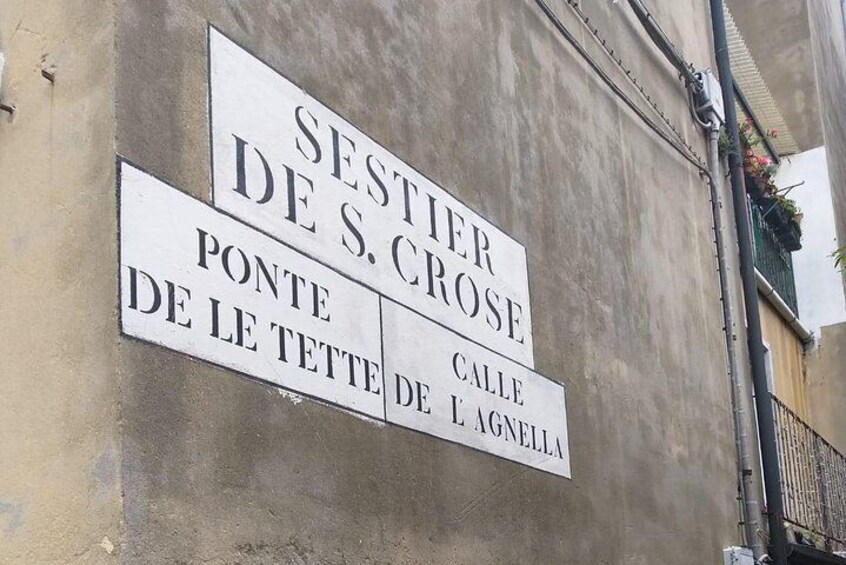 SESTIER
DE S. CROSE
PONTE
DE LE TETTE
CALLE
DE L'AGNELLA